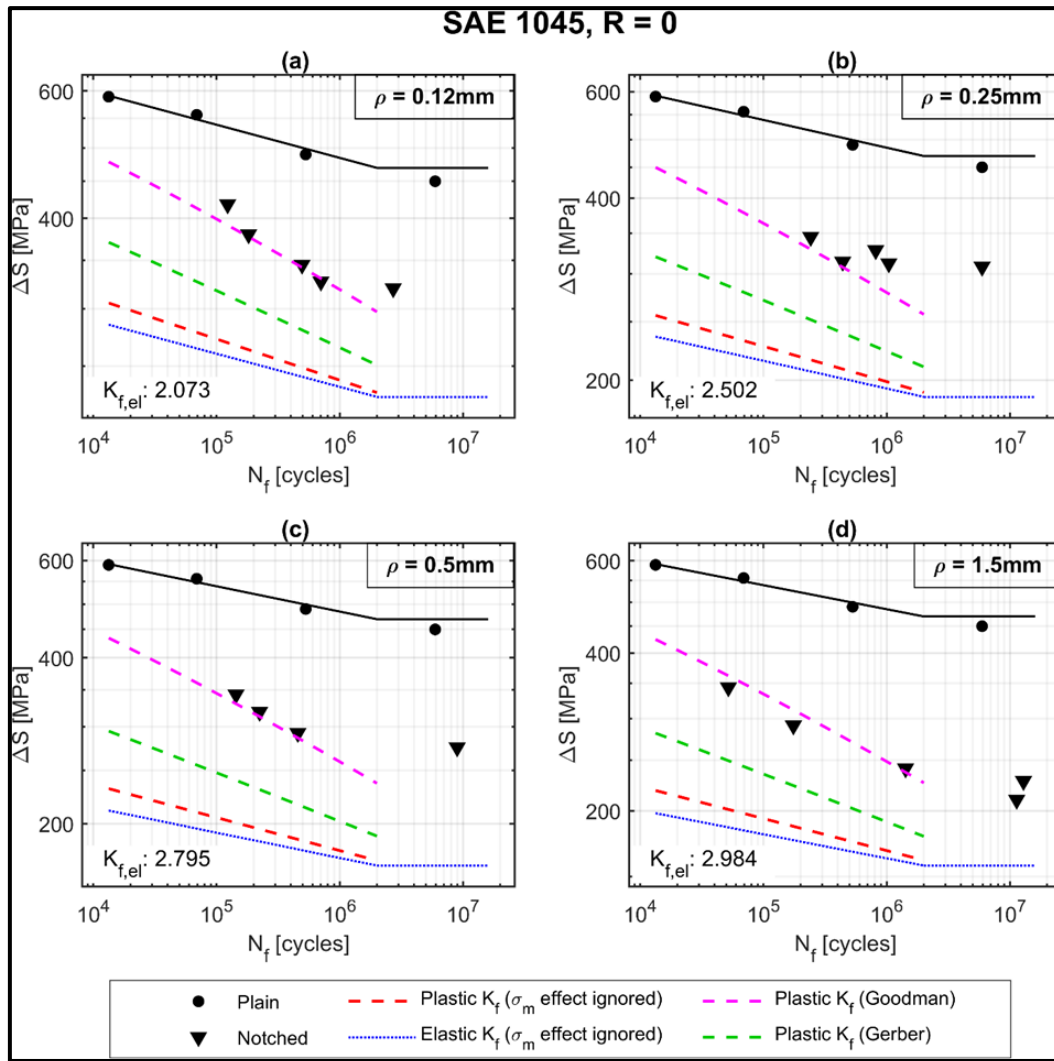 SAE 1045, R = 0
(a)
ρ = 0.12mm
600
400
ΔS [MPa]
K_f,el: 2.073
10^4 10^5 10^6 10^7
N_f [cycles]
(b)
ρ = 0.25mm
600
400
200
ΔS [MPa]
K_f,el: 2.502
10^4 10^5 10^6 10^7
N_f [cycles]
(c)
ρ = 0.5mm
600
400
200
ΔS [MPa]
K_f,el: 2.795
10^4 10^5 10^6 10^7
N_f [cycles]
(d)
ρ = 1.5mm
600
400
200
ΔS [MPa]
K_f,el: 2.984
10^4 10^5 10^6 10^7
N_f [cycles]
Plain Plastic K_f (σ_m effect ignored) Plastic K_f (Goodman)
Notched Elastic K_f (σ_m effect ignored) Plastic K_f (Gerber)